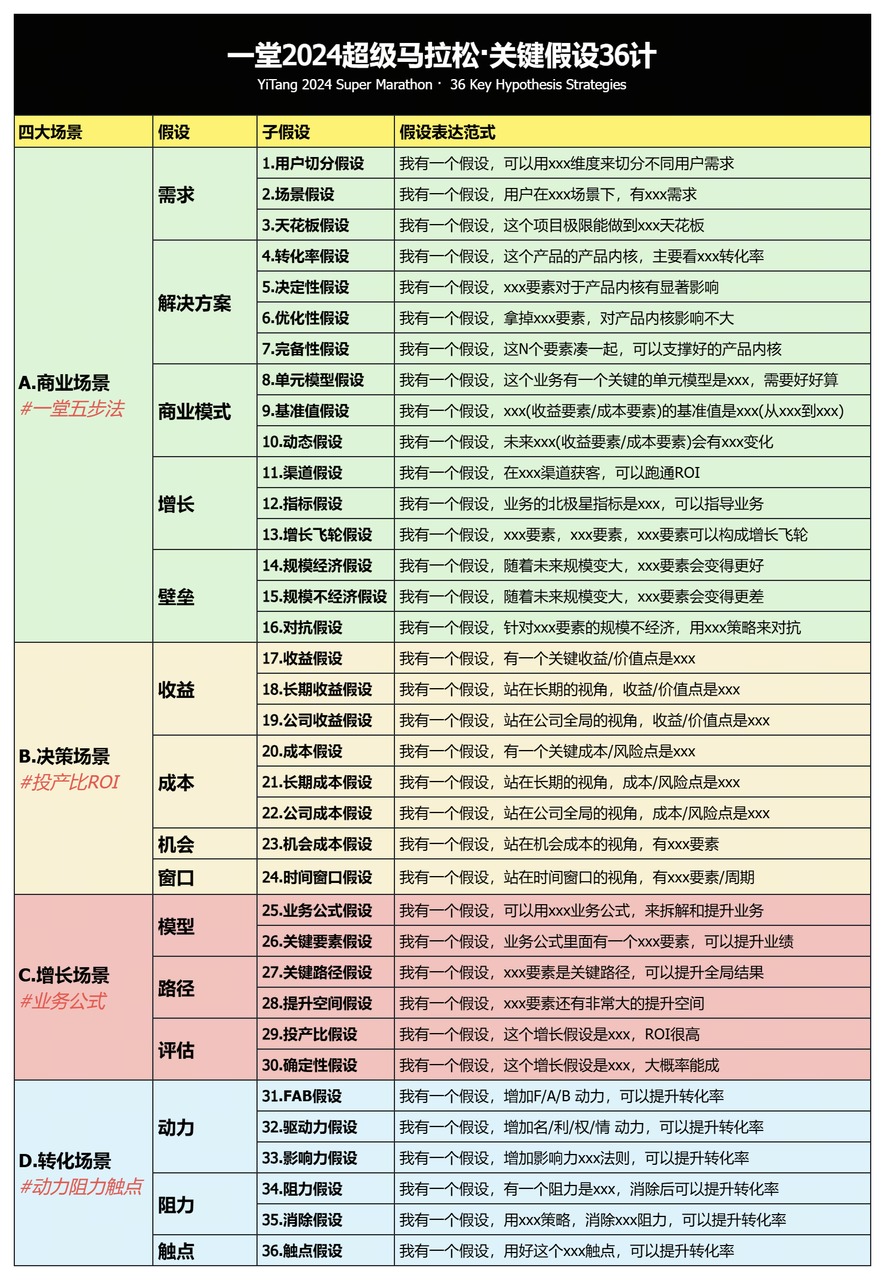 一堂2024超级马拉松·关键假设36计
YiTang 2024 Super Marathon · 36 Key Hypothesis Strategies
四大场景 假设 子假设 假设表达范式
A.商业场景
#一堂五步法
需求
1.用户切分假设 我有一个假设，可以用xxx维度来切分不同用户需求
2.场景假设 我有一个假设，用户在xxx场景下，有xxx需求
3.天花板假设 我有一个假设，这个项目极限能做到xxx天花板
解决方案
4.转化率假设 我有一个假设，这个产品的产品内核，主要看xxx转化率
5.决定性假设 我有一个假设，xxx要素对于产品内核有显著影响
6.优化性假设 我有一个假设，拿掉xxx要素，对产品内核影响不大
7.完备性假设 我有一个假设，这N个要素凑一起，可以支撑好的产品内核
商业模式
8.单元模型假设 我有一个假设，这个业务有一个关键的单元模型是xxx，需要好好算
9.基准值假设 我有一个假设，xxx(收益要素/成本要素)的基准值是xxx(从xxx到xxx)
10.动态假设 我有一个假设，未来xxx(收益要素/成本要素)会有xxx变化
增长
11.渠道假设 我有一个假设，在xxx渠道获客，可以跑通ROI
12.指标假设 我有一个假设，业务的北极星指标是xxx，可以指导业务
13.增长飞轮假设 我有一个假设，xxx要素，xxx要素，xxx要素可以构成增长飞轮
壁垒
14.规模经济假设 我有一个假设，随着未来规模变大，xxx要素会变得更好
15.规模不经济假设 我有一个假设，随着未来规模变大，xxx要素会变得更差
16.对抗假设 我有一个假设，针对xxx要素的规模不经济，用xxx策略来对抗
B.决策场景
#投产比ROI
收益
17.收益假设 我有一个假设，有一个关键收益/价值点是xxx
18.长期收益假设 我有一个假设，站在长期的视角，收益/价值点是xxx
19.公司收益假设 我有一个假设，站在公司全局的视角，收益/价值点是xxx
成本
20.成本假设 我有一个假设，有一个关键成本/风险点是xxx
21.长期成本假设 我有一个假设，站在长期的视角，成本/风险点是xxx
22.公司成本假设 我有一个假设，站在公司全局的视角，成本/风险点是xxx
机会
23.机会成本假设 我有一个假设，站在机会成本的视角，有xxx要素
窗口
24.时间窗口假设 我有一个假设，站在时间窗口的视角，有xxx要素/周期
C.增长场景
#业务公式
模型
25.业务公式假设 我有一个假设，可以用xxx业务公式，来拆解和提升业务
26.关键要素假设 我有一个假设，业务公式里面有一个xxx要素，可以提升业绩
路径
27.关键路径假设 我有一个假设，xxx要素是关键路径，可以提升全局结果
28.提升空间假设 我有一个假设，xxx要素还有非常大的提升空间
评估
29.投产比假设 我有一个假设，这个增长假设是xxx，ROI很高
30.确定性假设 我有一个假设，这个增长假设是xxx，大概率能成
D.转化场景
#动力阻力触点
动力
31.FAB假设 我有一个假设，增加F/A/B 动力，可以提升转化率
32.驱动力假设 我有一个假设，增加名/利/权/情 动力，可以提升转化率
33.影响力假设 我有一个假设，增加影响力xxx法则，可以提升转化率
阻力
34.阻力假设 我有一个假设，有一个阻力是xxx，消除后可以提升转化率
35.消除假设 我有一个假设，用xxx策略，消除xxx阻力，可以提升转化率
触点
36.触点假设 我有一个假设，用好这个xxx触点，可以提升转化率